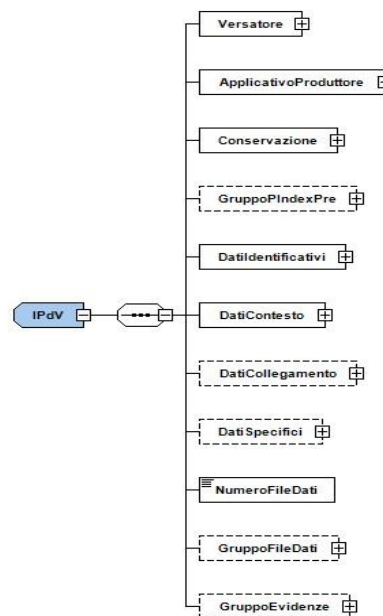 Versatore
ApplicativoProduttore
Conservazione
GruppoPIndexPre
DatiIdentificativi
IPdV
DatiContesto
DatiCollegamento
DatiSpecifici
NumeroFileDati
GruppoFileDati
GruppoEvidenze